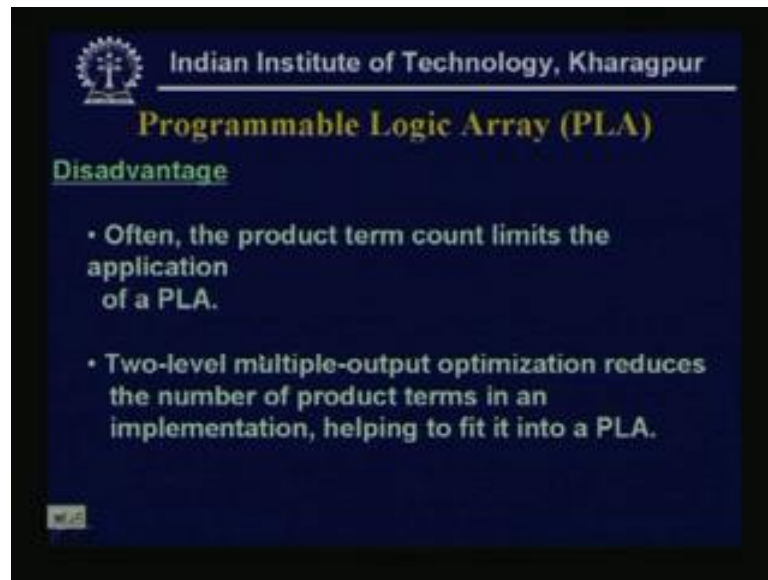 Indian Institute of Technology, Kharagpur
Programmable Logic Array (PLA)
Disadvantage
• Often, the product term count limits the
application
of a PLA.
• Two-level multiple-output optimization reduces
the number of product terms in an
implementation, helping to fit it into a PLA.